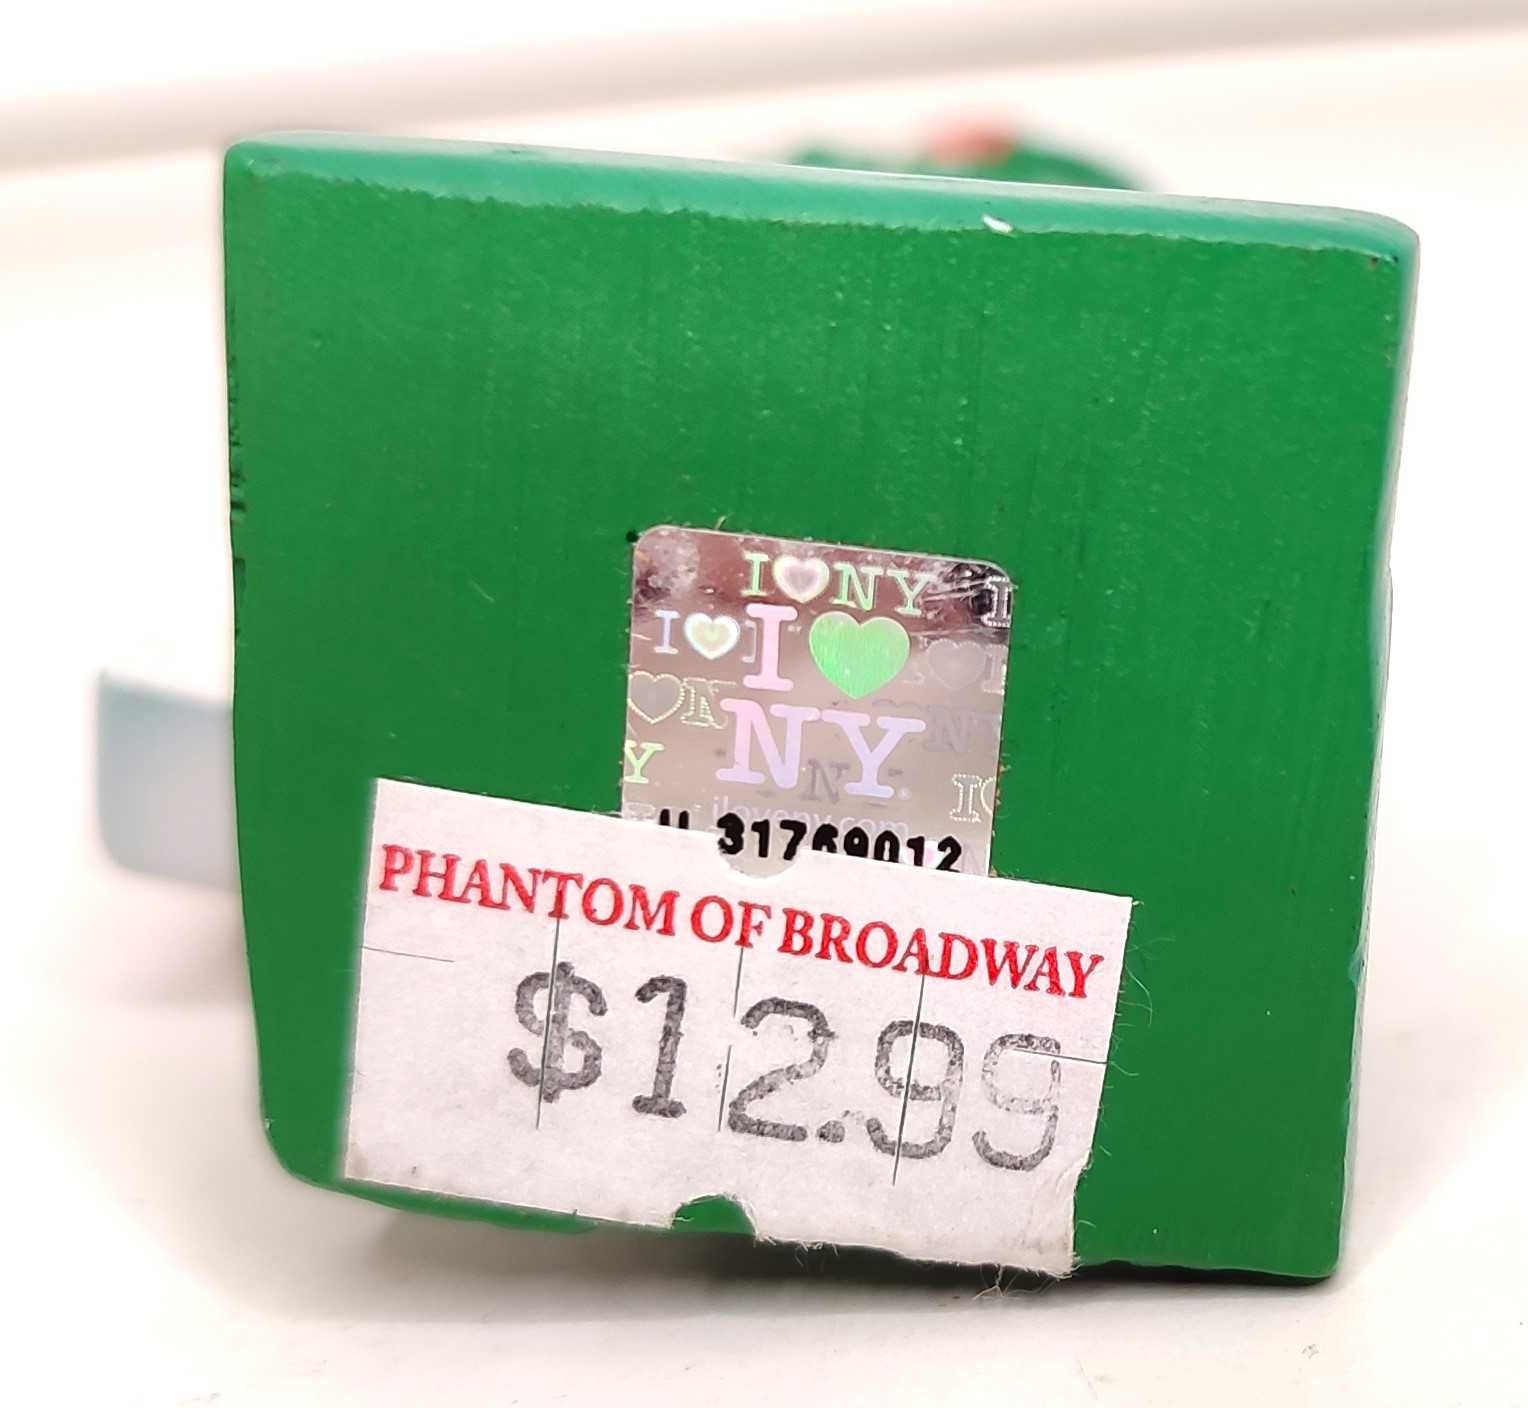 I ♥ NY
I ♥ I
I ♥
NY
iloveny.com
31769012
PHANTOM OF BROADWAY
$12.99